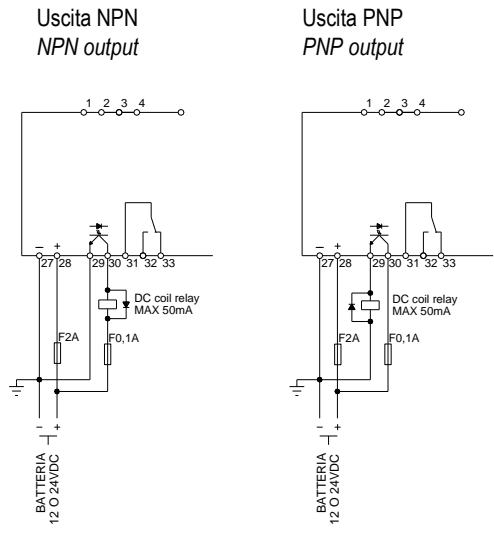 Uscita NPN
NPN output
1 2 3 4
– +
27 28 29 30 31 32 33
DC coil relay
MAX 50mA
F2A
F0,1A
– +
BATTERIA
12 O 24VDC
Uscita PNP
PNP output
1 2 3 4
– +
27 28 29 30 31 32 33
DC coil relay
MAX 50mA
F2A
F0,1A
– +
BATTERIA
12 O 24VDC